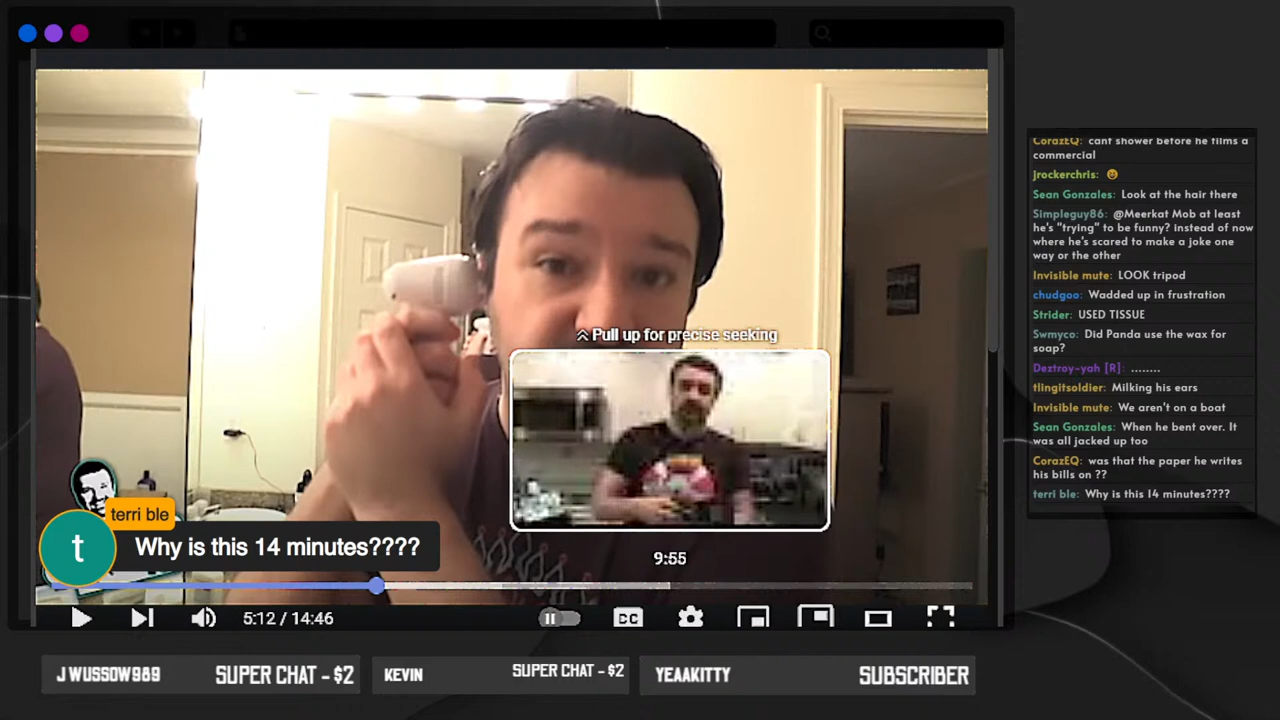 Pull up for precise seeking
9:55
t
terri ble
Why is this 14 minutes????
5:12 / 14:46
CC
J WUSSOW989
SUPER CHAT - $2
KEVIN
SUPER CHAT - $2
YEAAKITTY
SUBSCRIBER
CorazEQ: cant shower before he films a
commercial
jrockerchris: 😀
Sean Gonzales: Look at the hair there
Simpleguy86: @Meerkat Mob at least
he's "trying" to be funny? instead of now
where he's scared to make a joke one
way or the other
Invisible mute: LOOK tripod
chudgoo: Wadded up in frustration
Strider: USED TISSUE
Swmyco: Did Panda use the wax for
soap?
Deztroy-yah [R]: ........
tlingitsoldier: Milking his ears
Invisible mute: We aren't on a boat
Sean Gonzales: When he bent over. It
was all jacked up too
CorazEQ: was that the paper he writes
his bills on ??
terri ble: Why is this 14 minutes????